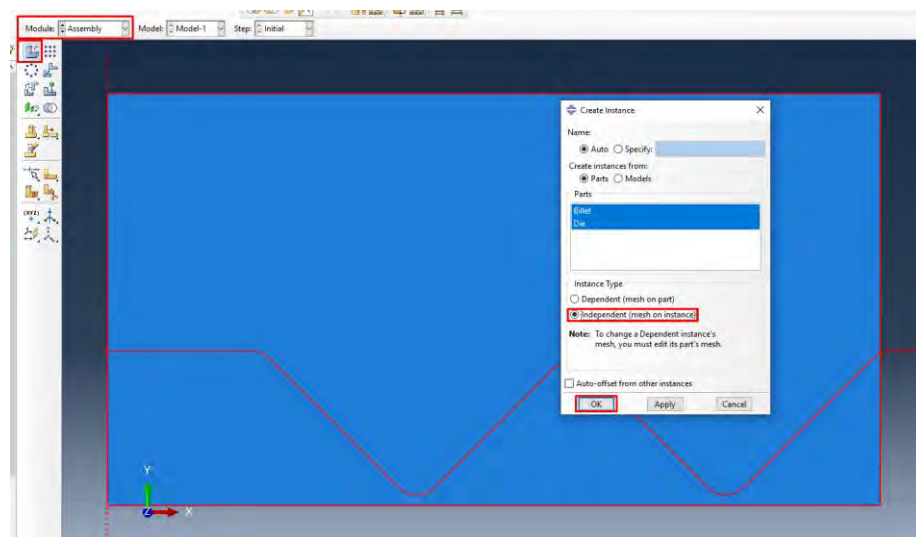 Module: Assembly Model: Model-1 Step: Initial
Create Instance
Name:
Auto Specify:
Create instances from:
Parts Models
Parts
Billet
Die
Instance Type
Dependent (mesh on part)
Independent (mesh on instance)
Note: To change a Dependent instance's
mesh, you must edit its part's mesh.
Auto-offset from other instances
OK Apply Cancel
(XYZ)
Y
Z X